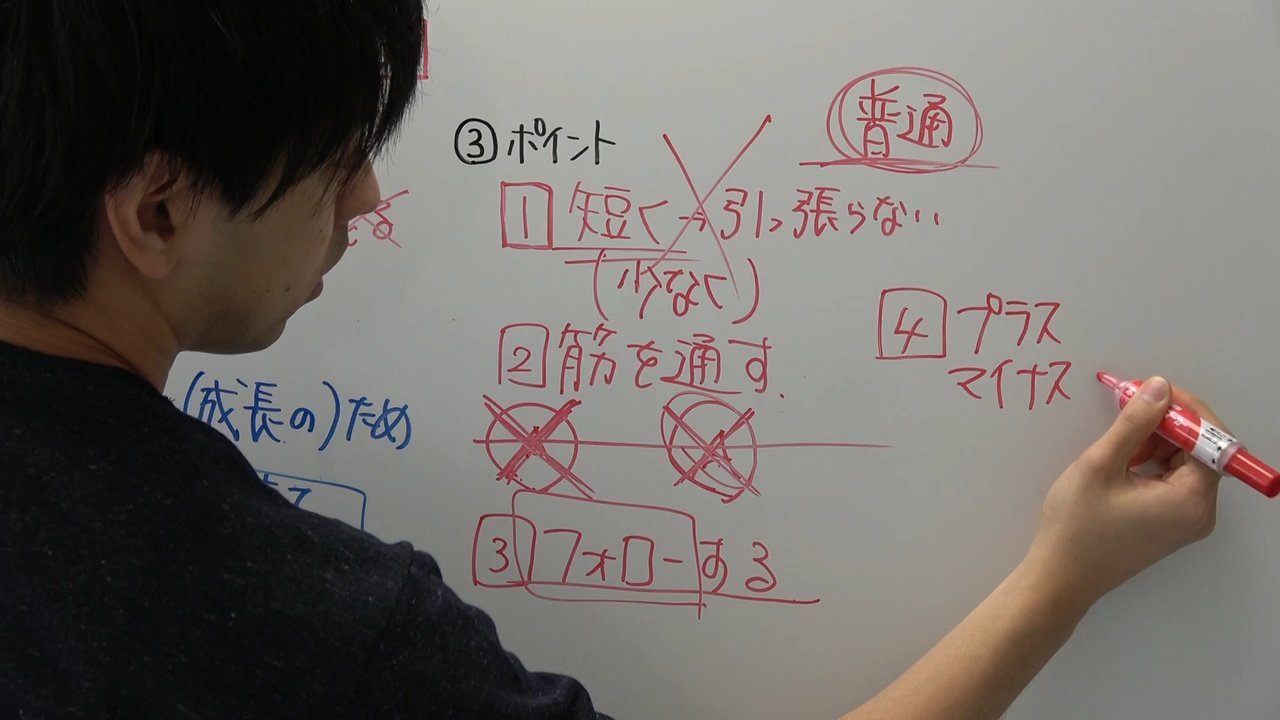 普通
③ポイント
1 短く→引っ張らない
(少なく)
2 筋を通す.
3 フォローする
4 プラス
マイナス
(成長の)ため